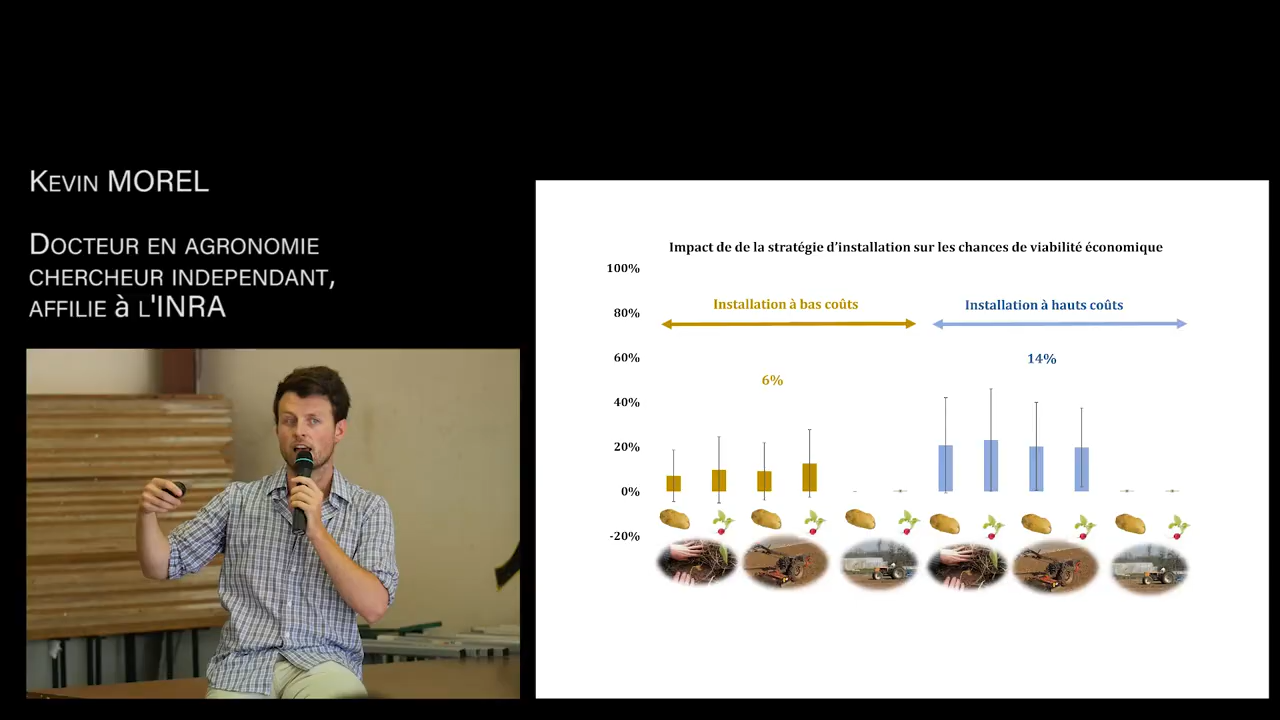 Kevin MOREL
Docteur en agronomie
chercheur independant,
affilie à l'INRA
Impact de de la stratégie d'installation sur les chances de viabilité économique
100%
80%
60%
40%
20%
0%
-20%
Installation à bas coûts
Installation à hauts coûts
6%
14%